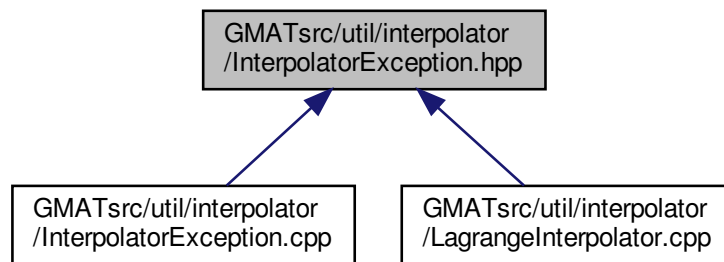 GMATsrc/util/interpolator
/InterpolatorException.hpp
GMATsrc/util/interpolator
/InterpolatorException.cpp
GMATsrc/util/interpolator
/LagrangeInterpolator.cpp